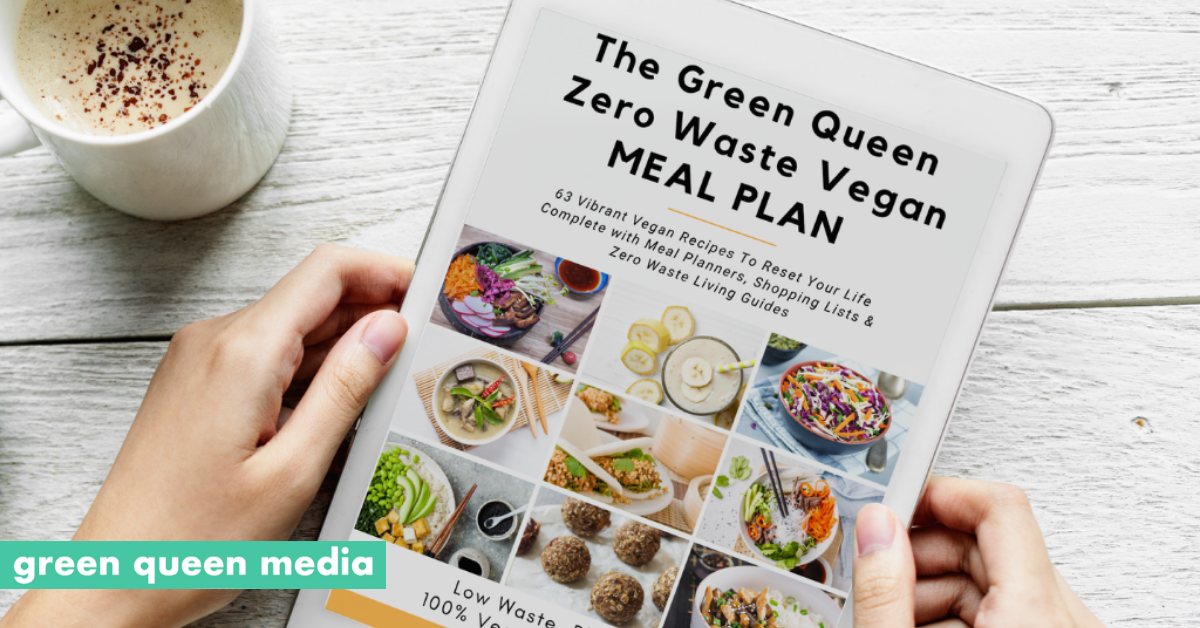 The Green Queen
Zero Waste Vegan
MEAL PLAN
63 Vibrant Vegan Recipes To Reset Your Life
Complete with Meal Planners, Shopping Lists &
Zero Waste Living Guides
Low Waste
100%
green queen media